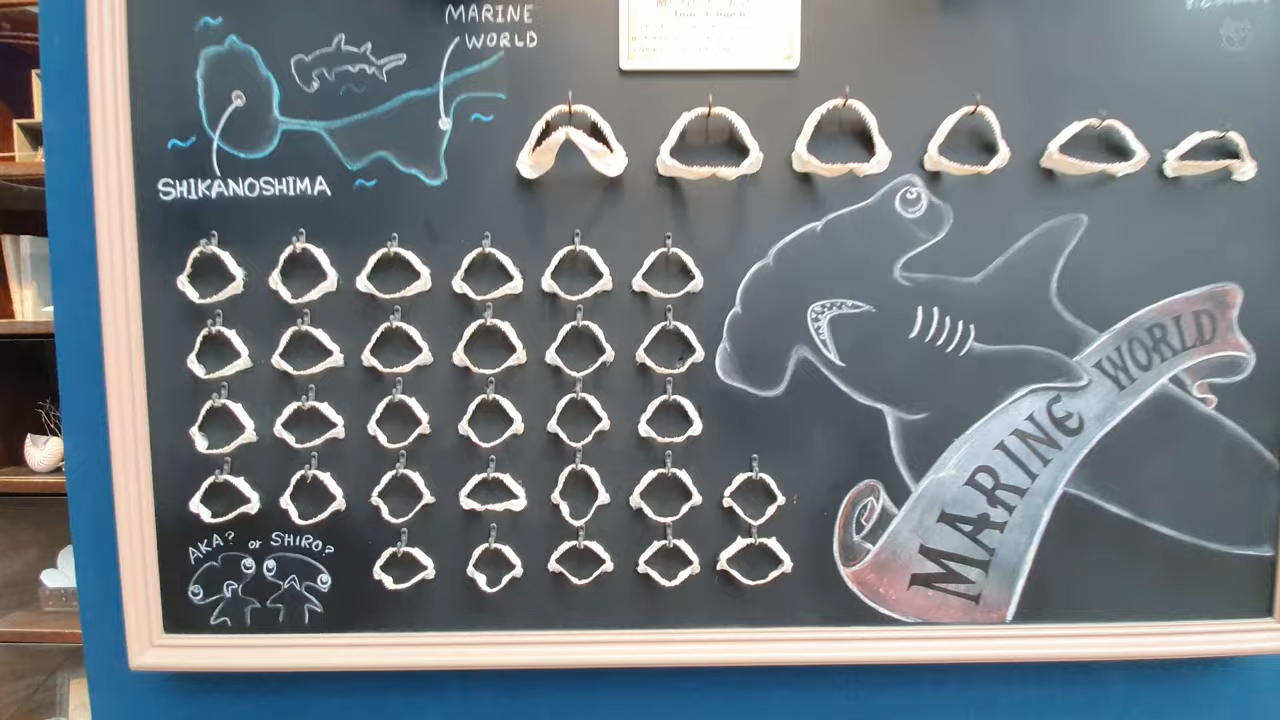 MARINE
WORLD
SHIKANOSHIMA
MARINE WORLD
AKA? or SHIRO?